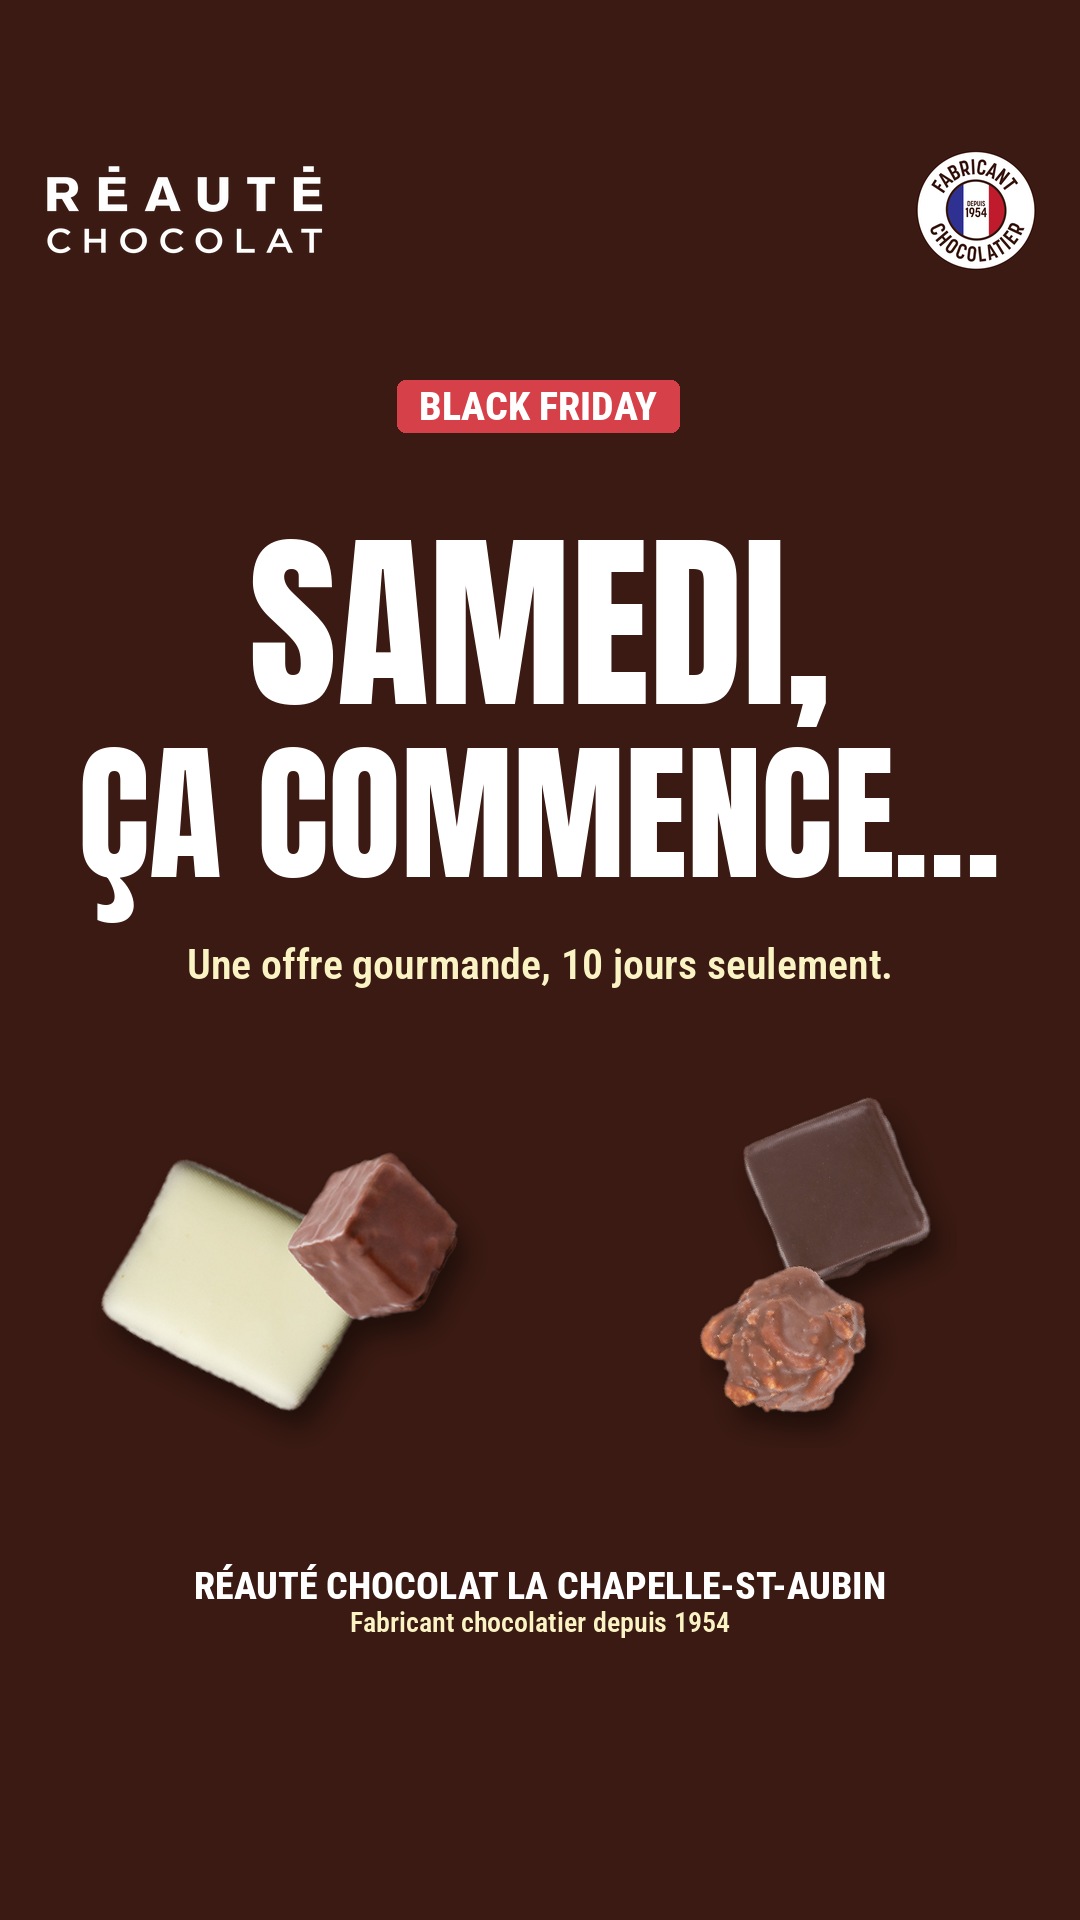 RÉAUTÉ
CHOCOLAT
FABRICANT
DEPUIS
1954
CHOCOLATIER
BLACK FRIDAY
SAMEDI,
ÇA COMMENCE...
Une offre gourmande, 10 jours seulement.
RÉAUTÉ CHOCOLAT LA CHAPELLE-ST-AUBIN
Fabricant chocolatier depuis 1954